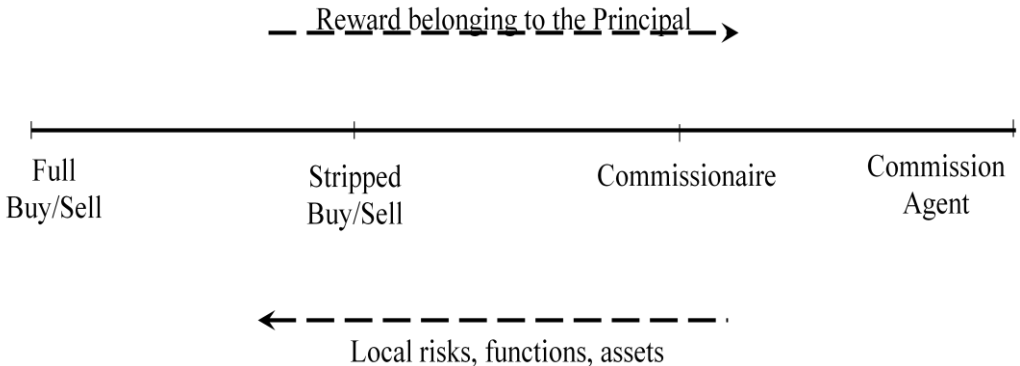 Reward belonging to the Principal
Full
Buy/Sell
Stripped
Buy/Sell
Commissionaire
Commission
Agent
Local risks, functions, assets